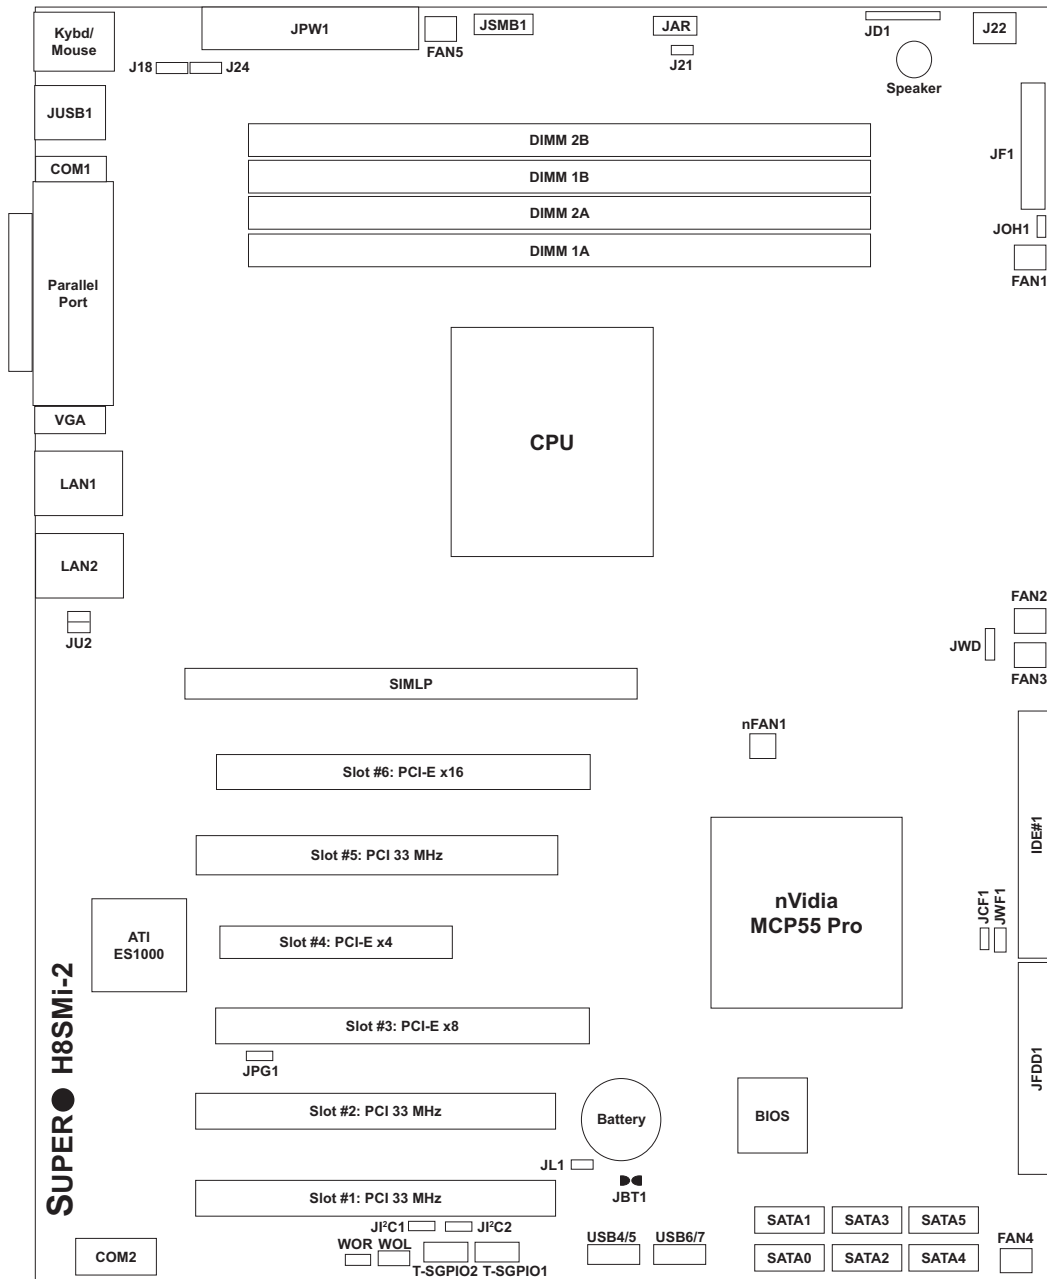 Kybd/
Mouse
JPW1
FAN5
JSMB1
JAR
JD1
J22
J18
J24
J21
Speaker
JUSB1
DIMM 2B
JF1
COM1
DIMM 1B
DIMM 2A
JOH1
DIMM 1A
FAN1
Parallel
Port
VGA
CPU
LAN1
LAN2
FAN2
JU2
JWD
FAN3
SIMLP
nFAN1
Slot #6: PCI-E x16
IDE#1
Slot #5: PCI 33 MHz
nVidia
MCP55 Pro
JCF1
JWF1
ATI
ES1000
Slot #4: PCI-E x4
SUPER● H8SMi-2
Slot #3: PCI-E x8
JFDD1
JPG1
Slot #2: PCI 33 MHz
Battery
BIOS
JL1
JBT1
Slot #1: PCI 33 MHz
JI²C1
JI²C2
SATA1
SATA3
SATA5
COM2
WOR
WOL
USB4/5
USB6/7
FAN4
T-SGPIO2
T-SGPIO1
SATA0
SATA2
SATA4